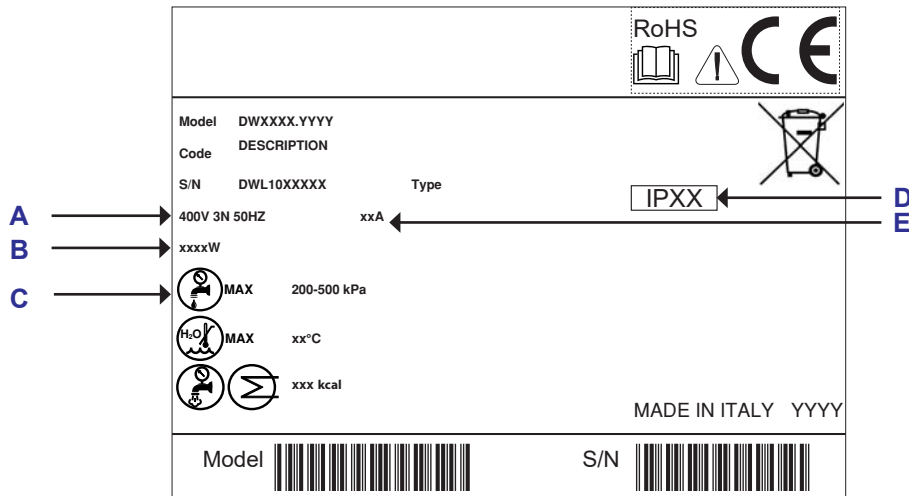 RoHS
CE
Model DWXXXX.YYYY
Code DESCRIPTION
S/N DWL10XXXXX Type
IPXX
D
A
400V 3N 50HZ xxA
E
B
xxxxW
C
MAX 200-500 kPa
H₂O MAX xx°C
xxx kcal
MADE IN ITALY YYYY
Model S/N